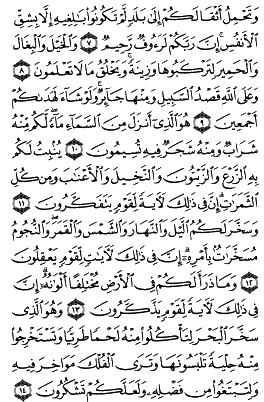 وَتَحْمِلُ أَثْقَالَكُمْ إِلَىٰ بَلَدٍ لَّمْ تَكُونُوا۟ بَٰلِغِيهِ إِلَّا بِشِقِّ
ٱلْأَنفُسِ ۚ إِنَّ رَبَّكُمْ لَرَءُوفٌ رَّحِيمٌ ٧ وَٱلْخَيْلَ وَٱلْبِغَالَ
وَٱلْحَمِيرَ لِتَرْكَبُوهَا وَزِينَةً ۚ وَيَخْلُقُ مَا لَا تَعْلَمُونَ ٨
وَعَلَى ٱللَّهِ قَصْدُ ٱلسَّبِيلِ وَمِنْهَا جَآئِرٌ ۚ وَلَوْ شَآءَ لَهَدَىٰكُمْ
أَجْمَعِينَ ٩ هُوَ ٱلَّذِىٓ أَنزَلَ مِنَ ٱلسَّمَآءِ مَآءً ۖ لَّكُم مِّنْهُ
شَرَابٌ وَمِنْهُ شَجَرٌ فِيهِ تُسِيمُونَ ١٠ يُنۢبِتُ لَكُم
بِهِ ٱلزَّرْعَ وَٱلزَّيْتُونَ وَٱلنَّخِيلَ وَٱلْأَعْنَٰبَ وَمِن كُلِّ
ٱلثَّمَرَٰتِ ۗ إِنَّ فِى ذَٰلِكَ لَءَايَةً لِّقَوْمٍ يَتَفَكَّرُونَ ١١
وَسَخَّرَ لَكُمُ ٱلَّيْلَ وَٱلنَّهَارَ وَٱلشَّمْسَ وَٱلْقَمَرَ ۖ وَٱلنُّجُومُ
مُسَخَّرَٰتٌۢ بِأَمْرِهِۦٓ ۗ إِنَّ فِى ذَٰلِكَ لَءَايَٰتٍ لِّقَوْمٍ يَعْقِلُونَ
١٢ وَمَا ذَرَأَ لَكُمْ فِى ٱلْأَرْضِ مُخْتَلِفًا أَلْوَٰنُهُۥٓ ۗ إِنَّ
فِى ذَٰلِكَ لَءَايَةً لِّقَوْمٍ يَذَّكَّرُونَ ١٣ وَهُوَ ٱلَّذِى
سَخَّرَ ٱلْبَحْرَ لِتَأْكُلُوا۟ مِنْهُ لَحْمًا طَرِيًّا وَتَسْتَخْرِجُوا۟
مِنْهُ حِلْيَةً تَلْبَسُونَهَا وَتَرَى ٱلْفُلْكَ مَوَاخِرَ فِيهِ
وَلِتَبْتَغُوا۟ مِن فَضْلِهِۦ وَلَعَلَّكُمْ تَشْكُرُونَ ١٤